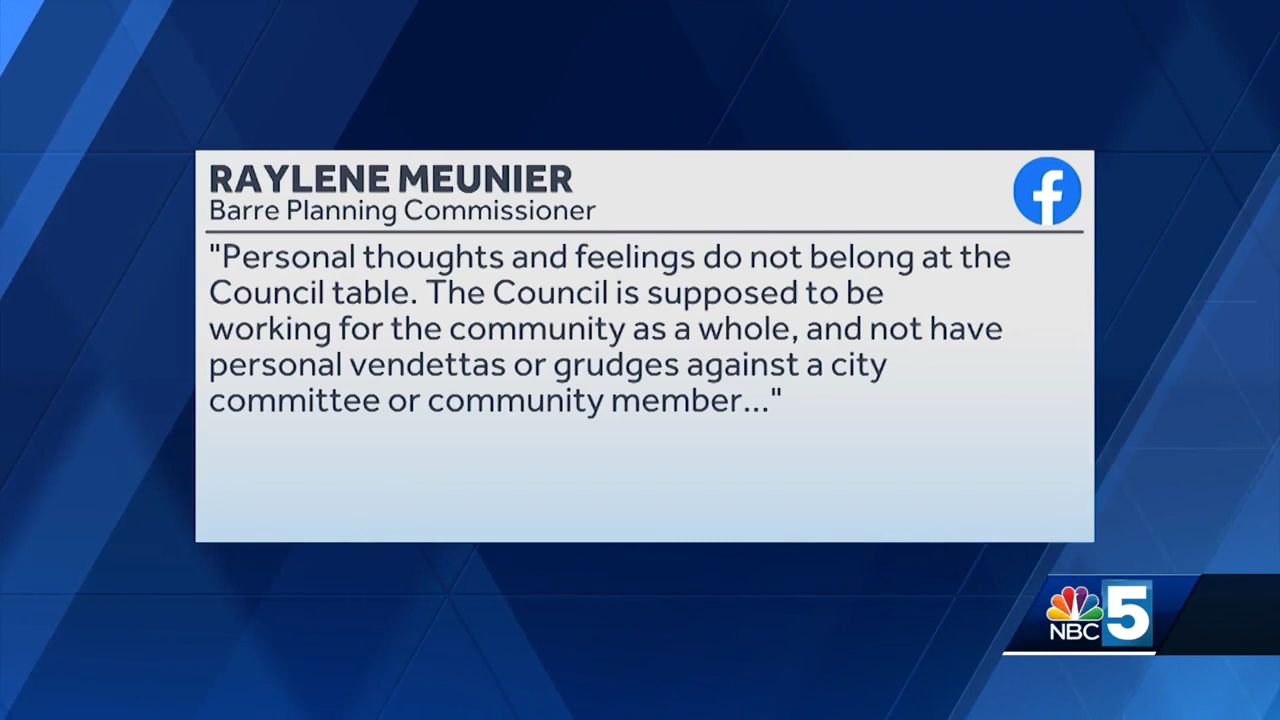 RAYLENE MEUNIER
Barre Planning Commissioner
"Personal thoughts and feelings do not belong at the
Council table. The Council is supposed to be
working for the community as a whole, and not have
personal vendettas or grudges against a city
committee or community member..."
NBC 5